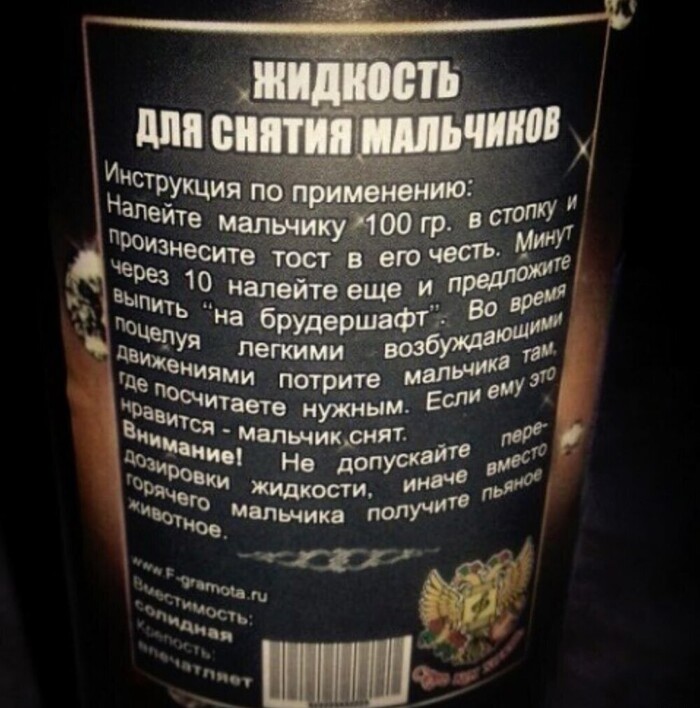 ЖИДКОСТЬ
ДЛЯ СНЯТИЯ МАЛЬЧИКОВ
Инструкция по применению:
Налейте мальчику 100 гр. в стопку и
произнесите тост в его честь. Минут
через 10 налейте еще и предложите
выпить "на брудершафт". Во время
поцелуя легкими возбуждающими
движениями потрите мальчика там,
где посчитаете нужным. Если ему это
нравится - мальчик снят.
Внимание! Не допускайте пере-
дозировки жидкости, иначе вместо
горячего мальчика получите пьяное
животное.
www.F-gramota.ru
Вместимость:
солидная
Крепость:
впечатляет